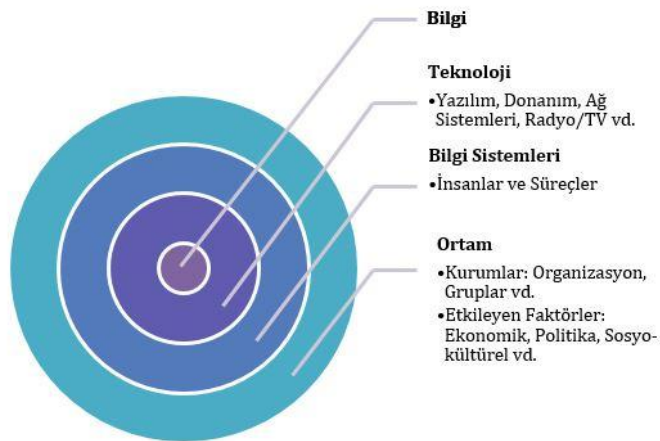 Bilgi
Teknoloji
•Yazılım, Donanım, Ağ
Sistemleri, Radyo/TV vd.
Bilgi Sistemleri
•İnsanlar ve Süreçler
Ortam
•Kurumlar: Organizasyon,
Gruplar vd.
•Etkileyen Faktörler:
Ekonomik, Politika, Sosyo-
kültürel vd.